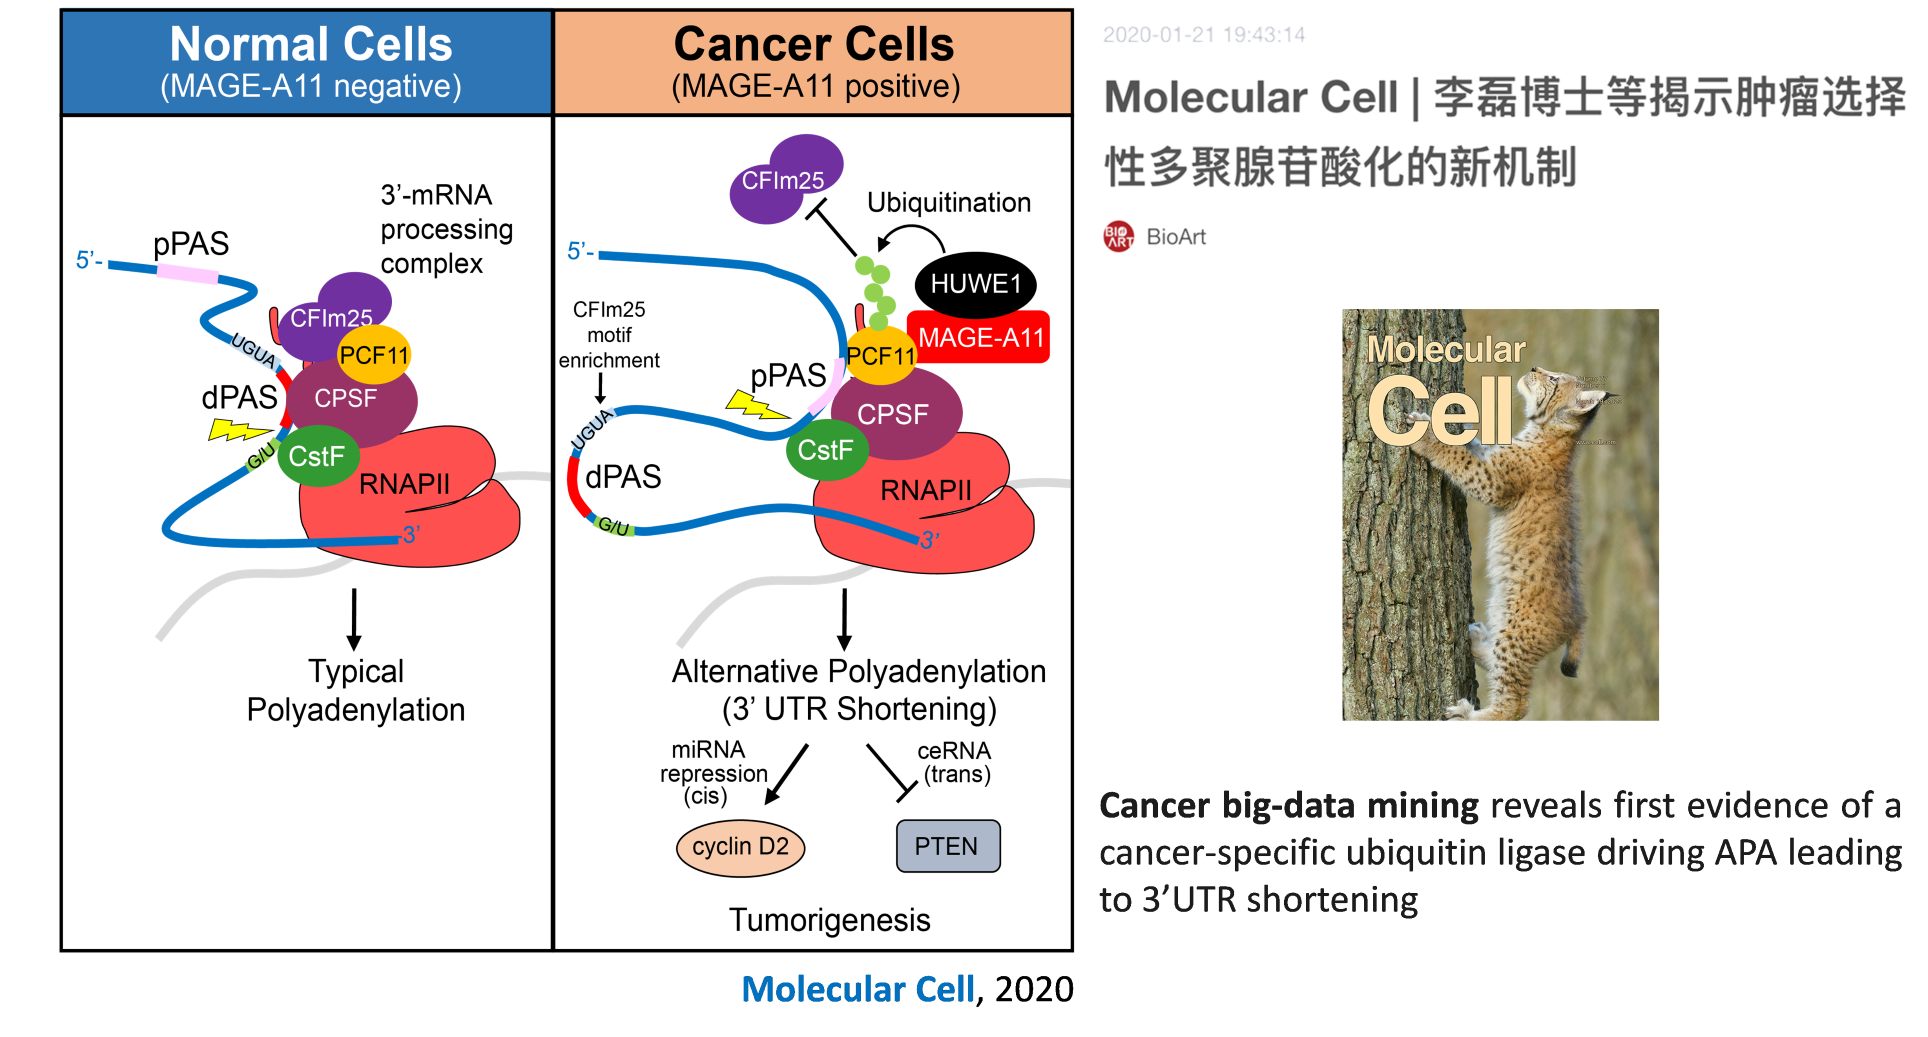 Normal Cells
(MAGE-A11 negative)
3’-mRNA
processing
complex
pPAS
5’-
CFIm25
UGUA
PCF11
dPAS
CPSF
G/U
CstF
RNAPII
-3’
Typical
Polyadenylation
Cancer Cells
(MAGE-A11 positive)
CFIm25
Ubiquitination
5’-
HUWE1
CFIm25
motif
enrichment
MAGE-A11
PCF11
pPAS
UGUA
CPSF
CstF
dPAS
RNAPII
G/U
3’
Alternative Polyadenylation
(3’ UTR Shortening)
miRNA
repression
(cis)
ceRNA
(trans)
cyclin D2
PTEN
Tumorigenesis
Molecular Cell, 2020
2020-01-21 19:43:14
Molecular Cell | 李磊博士等揭示肿瘤选择
性多聚腺苷酸化的新机制
BIO
ART
BioArt
Molecular
Cell
Cancer big-data mining reveals first evidence of a
cancer-specific ubiquitin ligase driving APA leading
to 3’UTR shortening